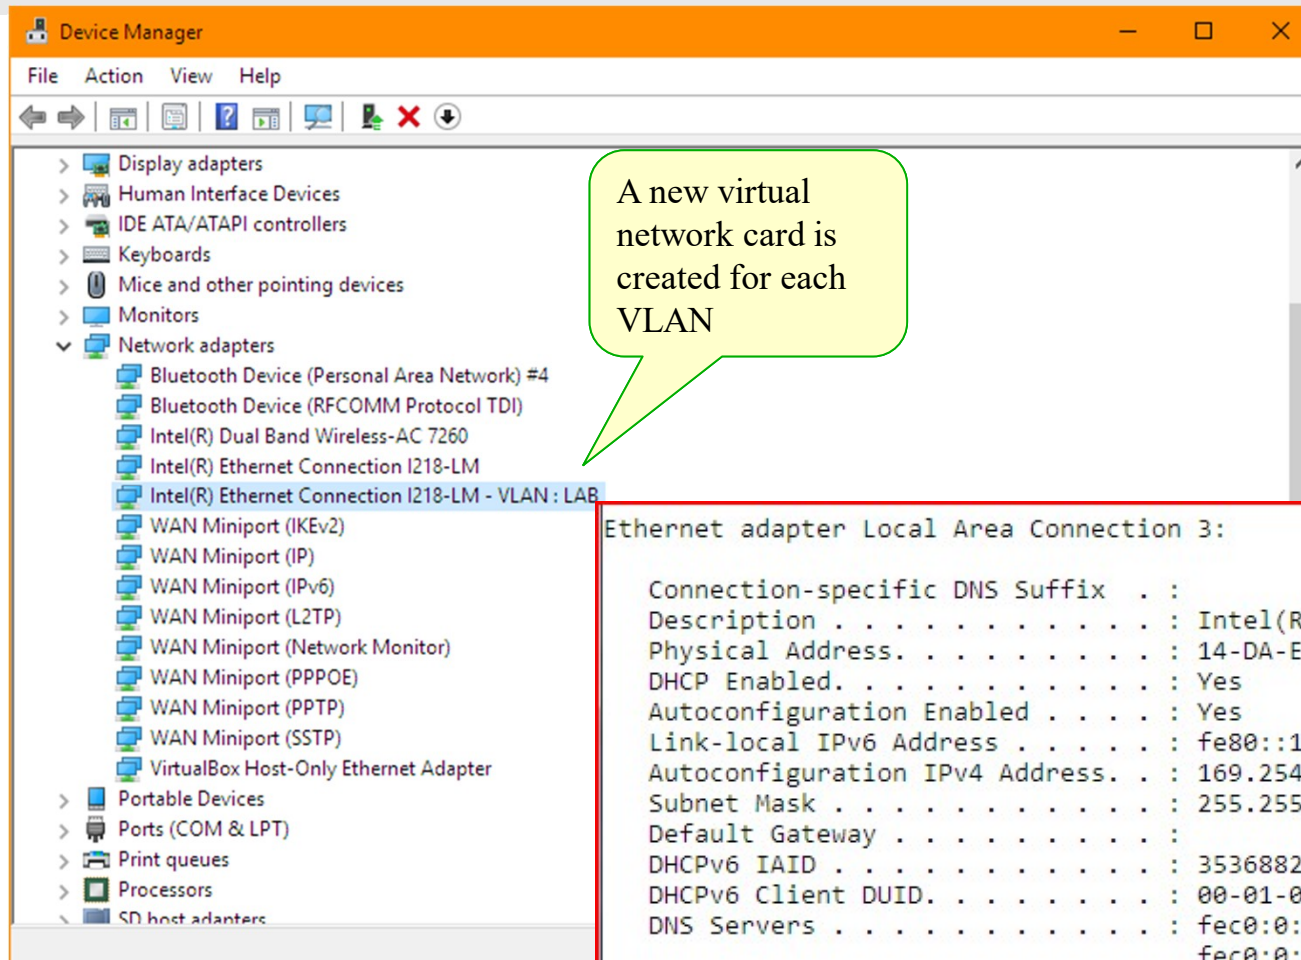 Device Manager
File Action View Help
Display adapters
Human Interface Devices
IDE ATA/ATAPI controllers
Keyboards
Mice and other pointing devices
Monitors
Network adapters
Bluetooth Device (Personal Area Network) #4
Bluetooth Device (RFCOMM Protocol TDI)
Intel(R) Dual Band Wireless-AC 7260
Intel(R) Ethernet Connection I218-LM
Intel(R) Ethernet Connection I218-LM - VLAN : LAB
WAN Miniport (IKEv2)
WAN Miniport (IP)
WAN Miniport (IPv6)
WAN Miniport (L2TP)
WAN Miniport (Network Monitor)
WAN Miniport (PPPOE)
WAN Miniport (PPTP)
WAN Miniport (SSTP)
VirtualBox Host-Only Ethernet Adapter
Portable Devices
Ports (COM & LPT)
Print queues
Processors
SD host adapters
A new virtual
network card is
created for each
VLAN
Ethernet adapter Local Area Connection 3:
Connection-specific DNS Suffix . :
Description . . . . . . . . . . . : Intel(R
Physical Address. . . . . . . . . : 14-DA-E
DHCP Enabled. . . . . . . . . . . : Yes
Autoconfiguration Enabled . . . . : Yes
Link-local IPv6 Address . . . . . : fe80::1
Autoconfiguration IPv4 Address. . : 169.254
Subnet Mask . . . . . . . . . . . : 255.255
Default Gateway . . . . . . . . . :
DHCPv6 IAID . . . . . . . . . . . : 3536882
DHCPv6 Client DUID. . . . . . . . : 00-01-0
DNS Servers . . . . . . . . . . . : fec0:0:
fec0:0: